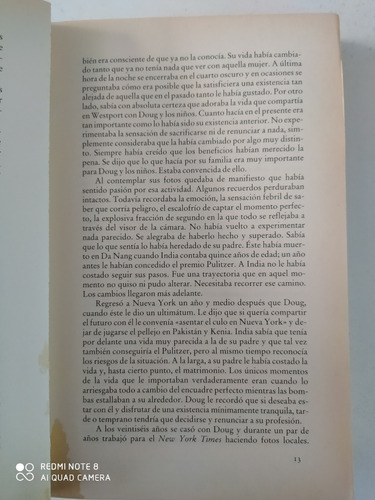 bién era consciente de que ya no la conocía. Su vida había cambia-
do tanto que ya no tenía nada que ver con aquella mujer. A última
hora de la noche se encerraba en el cuarto oscuro y en ocasiones se
preguntaba cómo era posible que la satisficiera una existencia tan
alejada de aquella que en el pasado tanto le había gustado. Por otro
lado, sabía con absoluta certeza que adoraba la vida que compartía
en Westport con Doug y los niños. Cuanto hacía en el presente era
tan importante como lo había sido su existencia anterior. No expe-
rimentaba la sensación de sacrificarse ni de renunciar a nada, sim-
plemente consideraba que la había cambiado por algo muy distin-
to. Siempre había creído que los beneficios habían merecido la
pena. Se dijo que lo que hacía por su familia era muy importante
para Doug y los niños. Estaba convencida de ello.
Al contemplar sus fotos quedaba de manifiesto que había
sentido pasión por esa actividad. Algunos recuerdos perduraban
intactos. Todavía recordaba la emoción, la sensación febril de sa-
ber que corría peligro, el escalofrío de captar el momento perfec-
to, la explosiva fracción de segundo en la que todo se reflejaba a
través del visor de la cámara. No había vuelto a experimentar
nada parecido. Se alegraba de haberlo hecho y superado. Sabía
que lo que sentía lo había heredado de su padre. Éste había muer-
to en Da Nang cuando India contaba quince años de edad; un año
antes le habían concedido el premio Pulitzer. A India no le había
costado seguir sus pasos. Fue una trayectoria que en aquel mo-
mento no quiso ni pudo alterar. Necesitaba recorrer ese camino.
Los cambios llegaron más adelante.
Regresó a Nueva York un año y medio después que Doug,
cuando éste le dio un ultimátum. Le dijo que si quería compartir
el futuro con él le convenía «asentar el culo en Nueva York» y de-
jar de jugarse el pellejo en Pakistán y Kenia. India sabía que tenía
por delante una vida muy parecida a la de su padre y que tal vez
también conseguiría el Pulitzer, pero al mismo tiempo reconocía
los riesgos de la situación. A la larga, a su padre le había costado la
vida y, hasta cierto punto, el matrimonio. Los únicos momentos
de la vida que le importaban verdaderamente eran cuando lo
arriesgaba todo a cambio del encuadre perfecto mientras las bom-
bas estallaban a su alrededor. Doug le recordó que si deseaba estar
con él y disfrutar de una existencia mínimamente tranquila, tar-
de o temprano tendría que decidirse y renunciar a su profesión.
A los veintiséis años se casó con Doug y durante un par de
años trabajó para el New York Times haciendo fotos locales.
13
REDMI NOTE 8
AI QUAD CAMERA